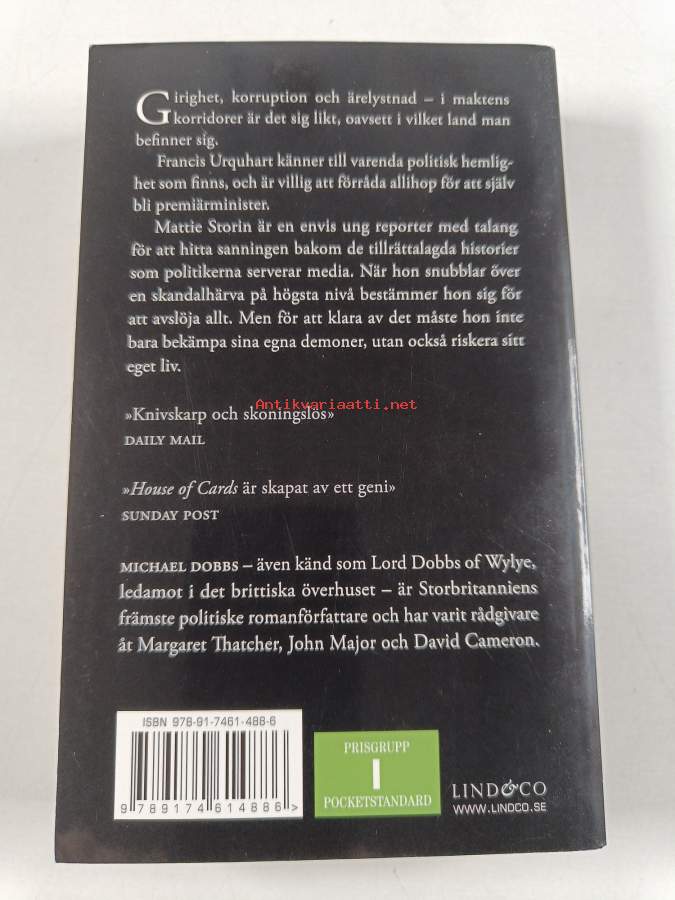 Girighet, korruption och ärelystnad – i maktens
korridorer är det sig likt, oavsett i vilket land man
befinner sig.
Francis Urquhart känner till varenda politisk hemlig-
het som finns, och är villig att förråda allihop för att själv
bli premiärminister.
Mattie Storin är en envis ung reporter med talang
för att hitta sanningen bakom de tillrättalagda historier
som politikerna serverar media. När hon snubblar över
en skandalhärva på högsta nivå bestämmer hon sig för
att avslöja allt. Men för att klara av det måste hon inte
bara bekämpa sina egna demoner, utan också riskera sitt
eget liv.
Antikvariaatti.net
»Knivskarp och skoningslös»
DAILY MAIL
»House of Cards är skapat av ett geni»
SUNDAY POST
MICHAEL DOBBS – även känd som Lord Dobbs of Wylye,
ledamot i det brittiska överhuset – är Storbritanniens
främste politiske romanförfattare och har varit rådgivare
åt Margaret Thatcher, John Major och David Cameron.
ISBN 978-91-7461-488-6
9 789174 614886 >
PRISGRUPP
1
POCKETSTANDARD
LIND&CO
WWW.LINDCO.SE